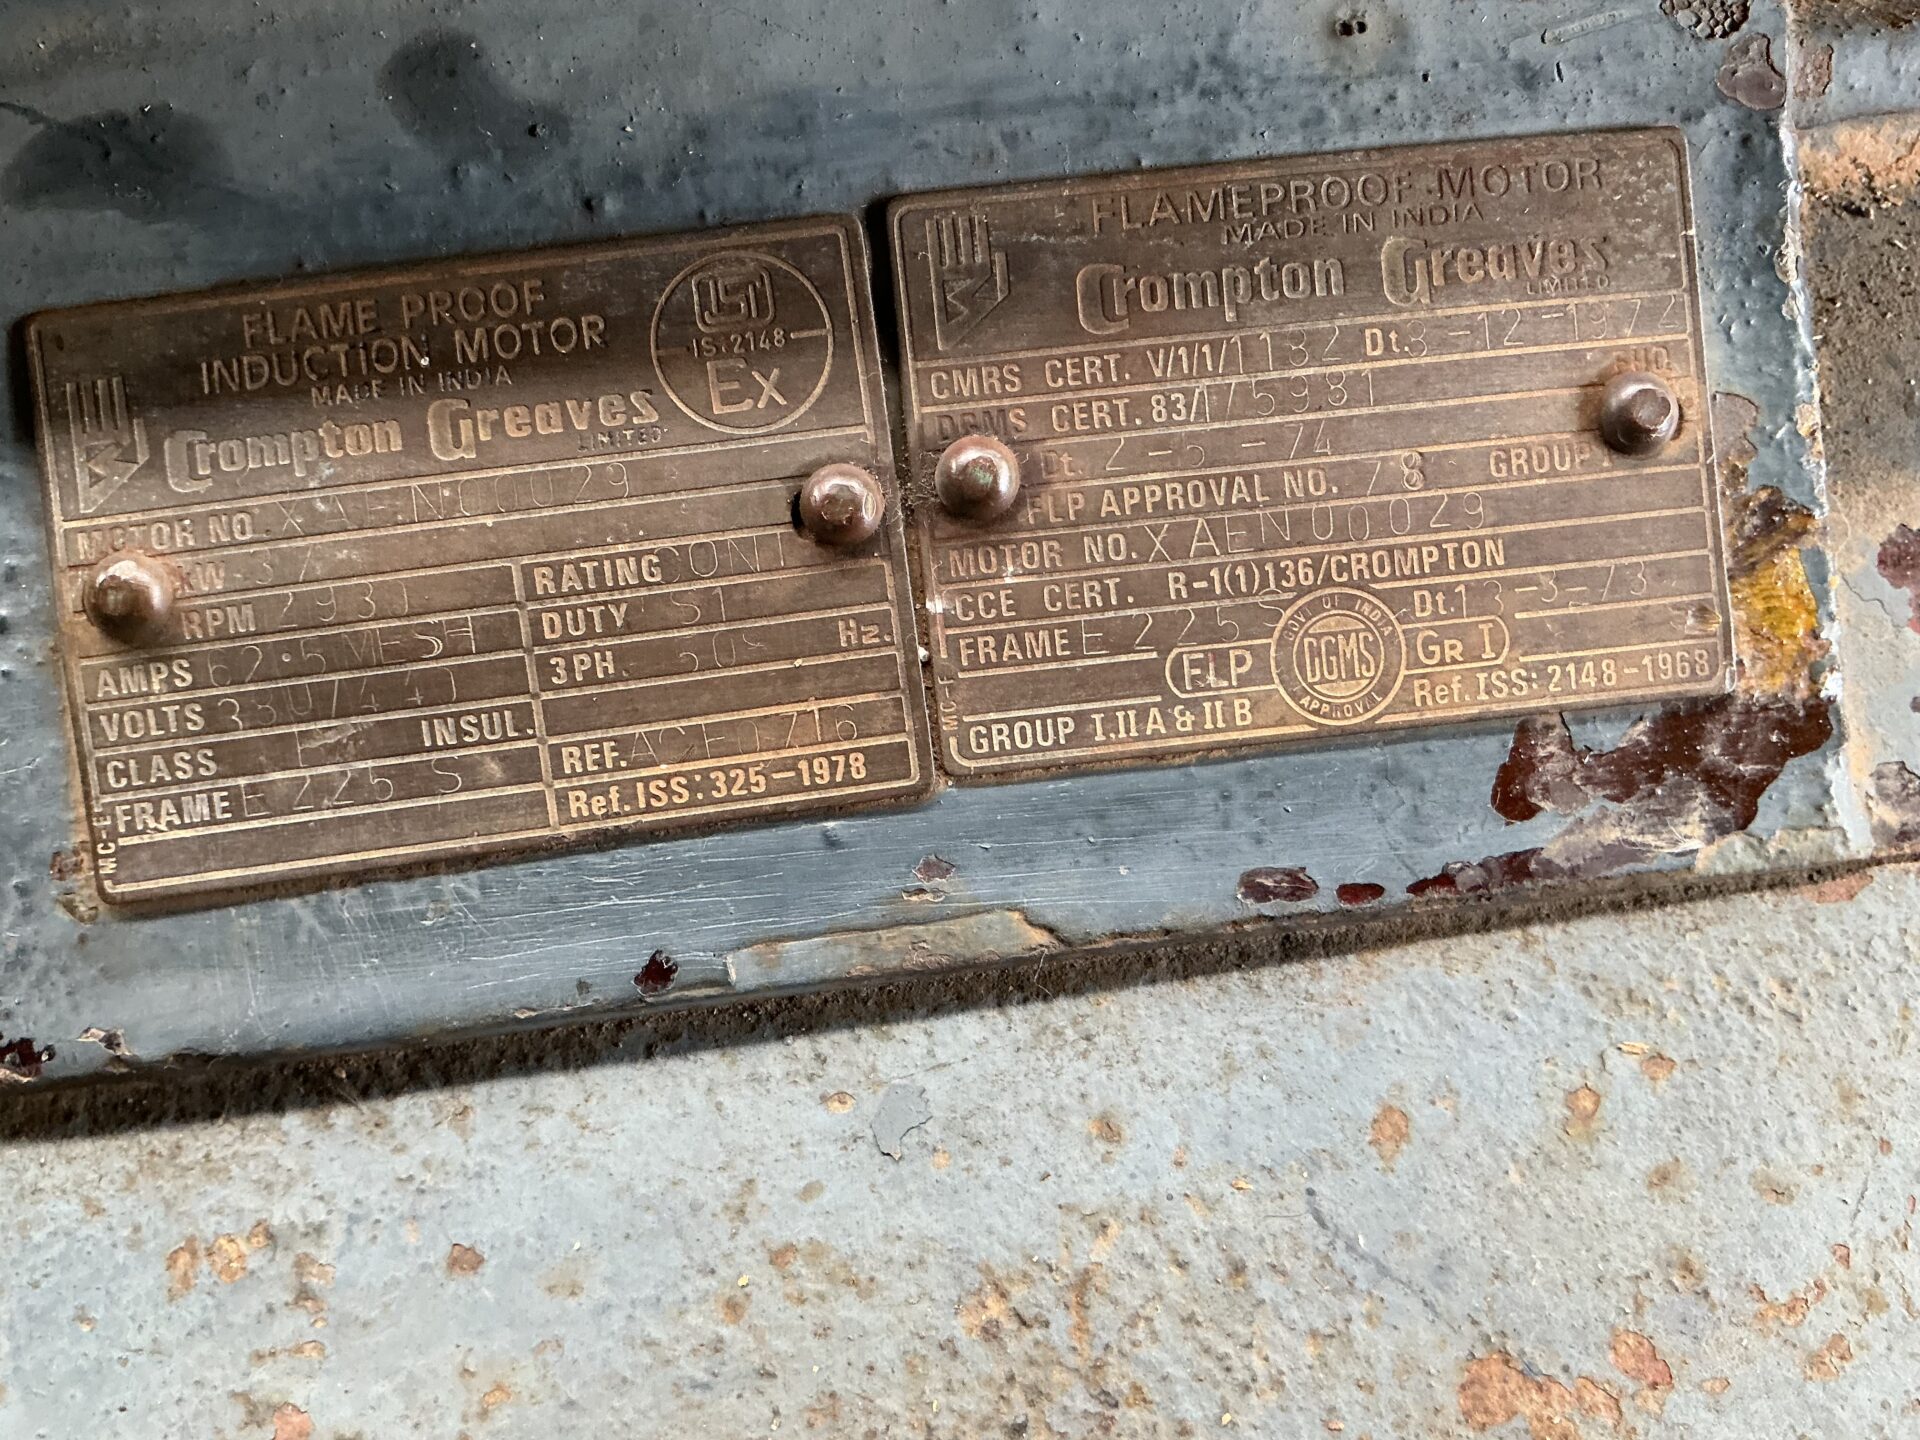 FLAME PROOF
INDUCTION MOTOR
MADE IN INDIA
Crompton Greaves
LIMITED
ISI
IS:2148
Ex
MOTOR NO. XAEN00029
KW 37
RPM 2930
RATING CONT
AMPS 62.5 MESH
DUTY S1
VOLTS 380/440
3PH. 50 Hz.
CLASS INSUL.
FRAME E225S
REF.
Ref. ISS: 325-1978
FLAMEPROOF MOTOR
MADE IN INDIA
Crompton Greaves
LIMITED
CMRS CERT. V/1/1/1182 Dt. 8-12-1972
DGMS CERT. 83/175981
Dt. 2-5-74
FLP APPROVAL NO. 78 GROUP I
MOTOR NO. XAEN00029
CCE CERT. R-1(1)136/CROMPTON
FRAME E225S Dt. 13-3-73
FLP
GOVT OF INDIA
DGMS
APPROVAL
GR I
GROUP I.II A & II B Ref. ISS: 2148-1968